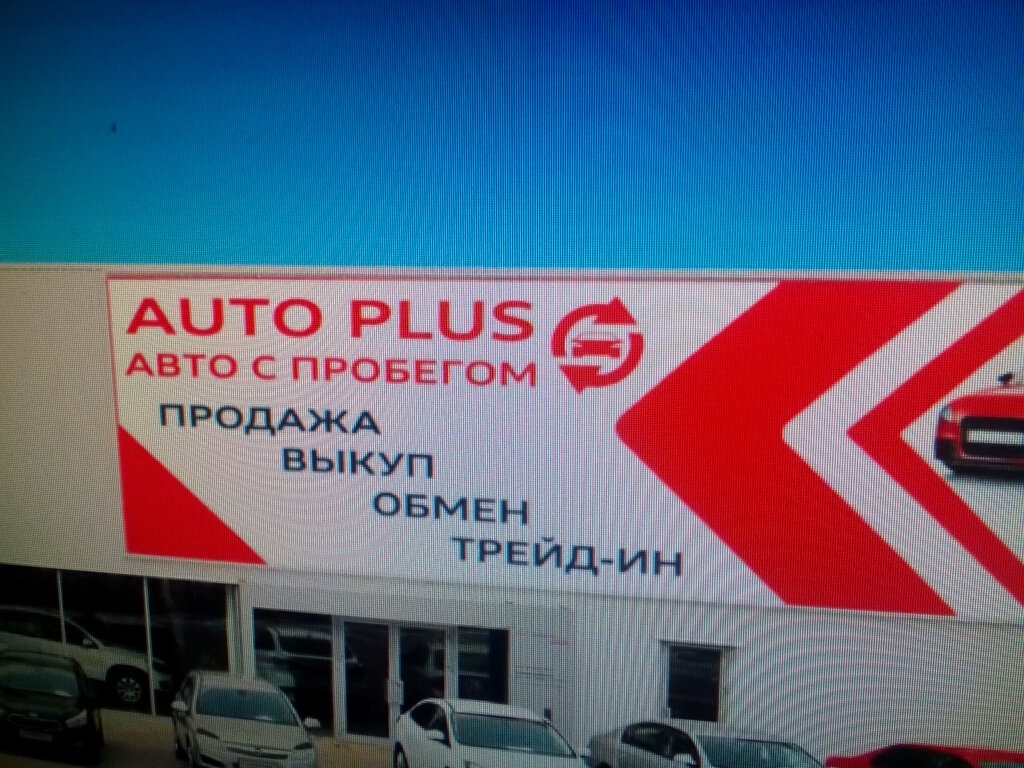 AUTO PLUS
АВТО С ПРОБЕГОМ
ПРОДАЖА
ВЫКУП
ОБМЕН
ТРЕЙД-ИН